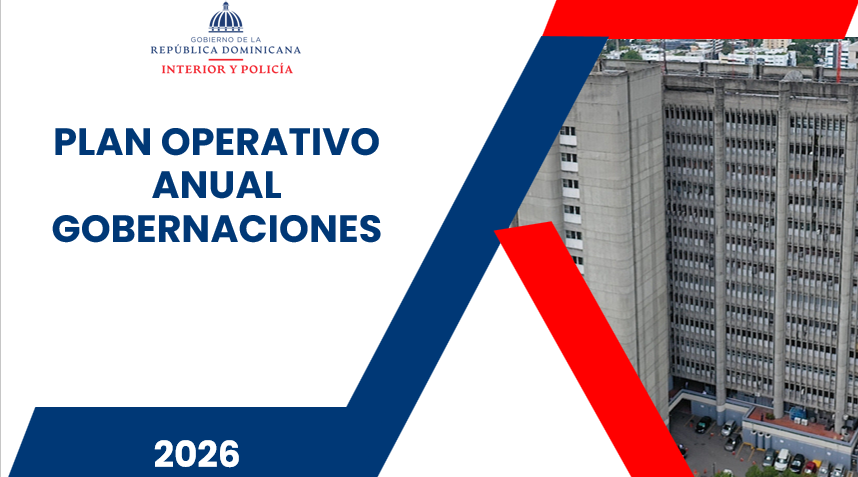 GOBIERNO DE LA
REPÚBLICA DOMINICANA
INTERIOR Y POLICÍA
PLAN OPERATIVO
ANUAL
GOBERNACIONES
2026